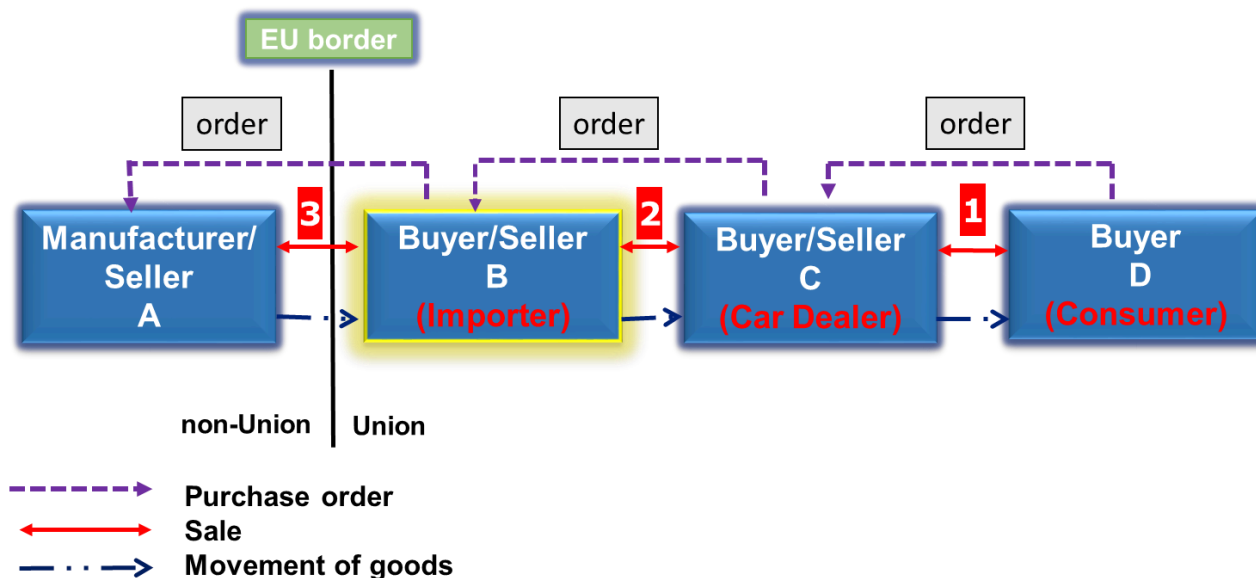 EU border
order
order
order
3
2
1
Manufacturer/
Seller
A
Buyer/Seller
B
(Importer)
Buyer/Seller
C
(Car Dealer)
Buyer
D
(Consumer)
non-Union
Union
Purchase order
Sale
Movement of goods